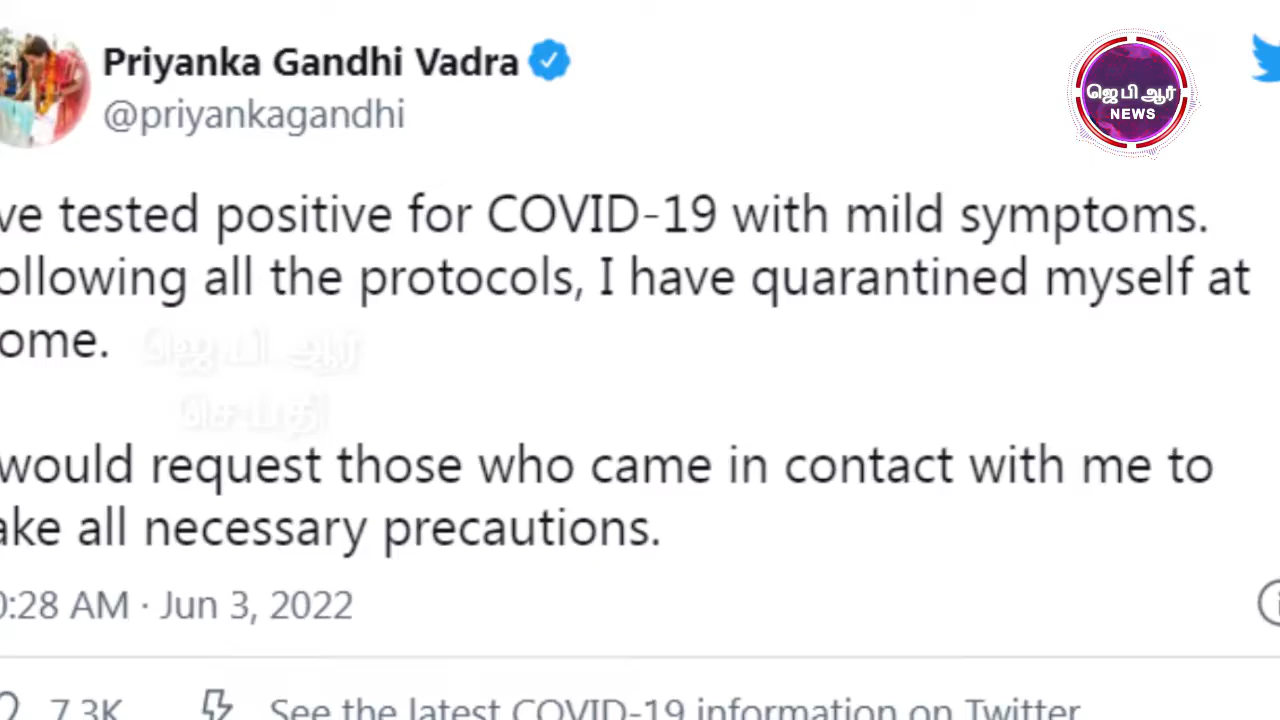 Priyanka Gandhi Vadra
@priyankagandhi
ஜெ பி ஆர்
NEWS
ve tested positive for COVID-19 with mild symptoms.
ollowing all the protocols, I have quarantined myself at
ome.
ஜெ பி ஆர்
செய்தி
would request those who came in contact with me to
ake all necessary precautions.
0:28 AM · Jun 3, 2022
7.3K
See the latest COVID-19 information on Twitter